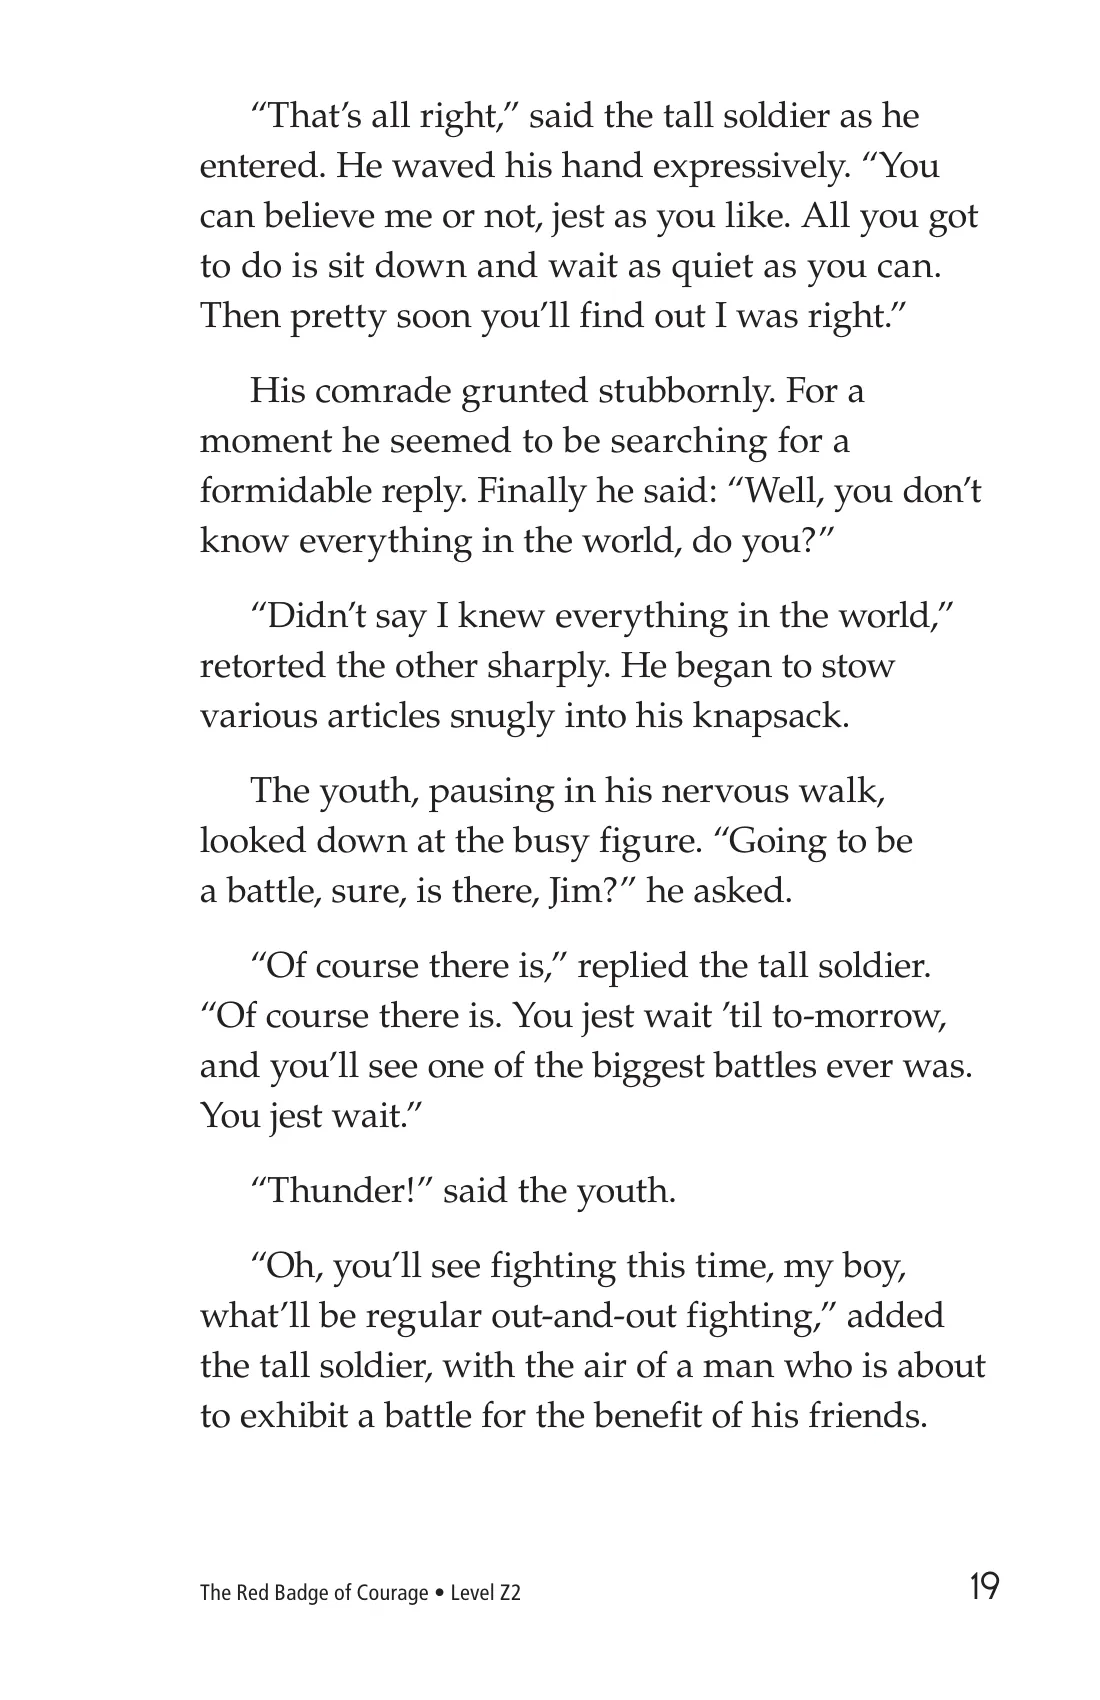 “That’s all right,” said the tall soldier as he
entered. He waved his hand expressively. “You
can believe me or not, jest as you like. All you got
to do is sit down and wait as quiet as you can.
Then pretty soon you’ll find out I was right.”
His comrade grunted stubbornly. For a
moment he seemed to be searching for a
formidable reply. Finally he said: “Well, you don’t
know everything in the world, do you?”
“Didn’t say I knew everything in the world,”
retorted the other sharply. He began to stow
various articles snugly into his knapsack.
The youth, pausing in his nervous walk,
looked down at the busy figure. “Going to be
a battle, sure, is there, Jim?” he asked.
“Of course there is,” replied the tall soldier.
“Of course there is. You jest wait ’til to-morrow,
and you’ll see one of the biggest battles ever was.
You jest wait.”
“Thunder!” said the youth.
“Oh, you’ll see fighting this time, my boy,
what’ll be regular out-and-out fighting,” added
the tall soldier, with the air of a man who is about
to exhibit a battle for the benefit of his friends.
The Red Badge of Courage • Level Z2
19